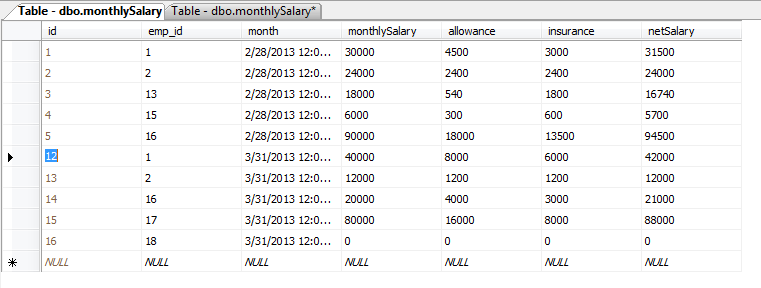 Table - dbo.monthlySalary Table - dbo.monthlySalary*
id emp_id month monthlySalary allowance insurance netSalary
1 1 2/28/2013 12:0... 30000 4500 3000 31500
2 2 2/28/2013 12:0... 24000 2400 2400 24000
3 13 2/28/2013 12:0... 18000 540 1800 16740
4 15 2/28/2013 12:0... 6000 300 600 5700
5 16 2/28/2013 12:0... 90000 18000 13500 94500
12 1 3/31/2013 12:0... 40000 8000 6000 42000
13 2 3/31/2013 12:0... 12000 1200 1200 12000
14 16 3/31/2013 12:0... 20000 4000 3000 21000
15 17 3/31/2013 12:0... 80000 16000 8000 88000
16 18 3/31/2013 12:0... 0 0 0 0
NULL NULL NULL NULL NULL NULL NULL